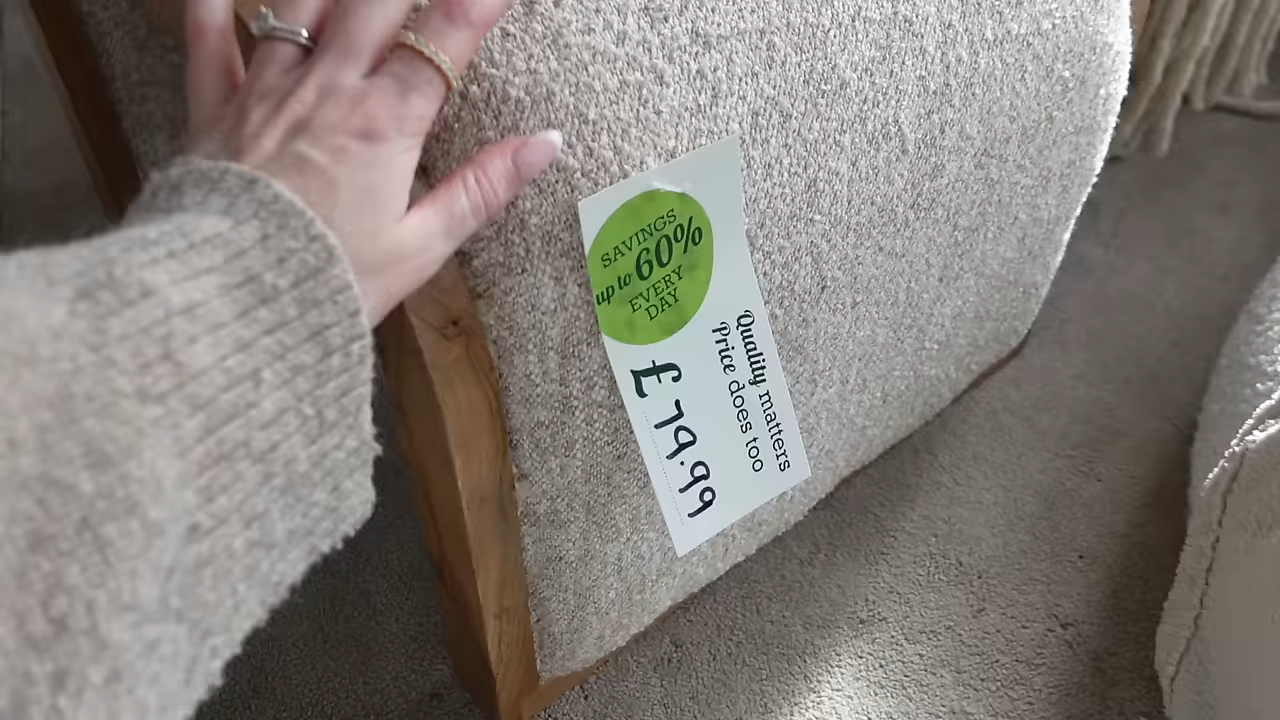 SAVINGS
up to 60%
EVERY
DAY
Quality matters
Price does too
£79.99